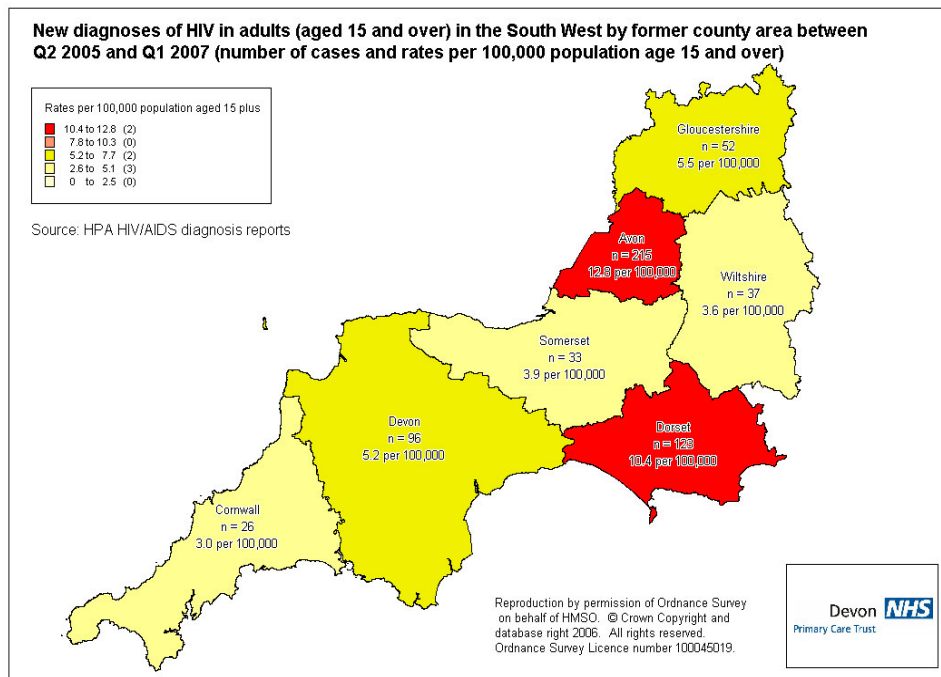 New diagnoses of HIV in adults (aged 15 and over) in the South West by former county area between
Q2 2005 and Q1 2007 (number of cases and rates per 100,000 population age 15 and over)
Rates per 100,000 population aged 15 plus
10.4 to 12.8 (2)
7.8 to 10.3 (0)
5.2 to 7.7 (2)
2.6 to 5.1 (3)
0 to 2.5 (0)
Source: HPA HIV/AIDS diagnosis reports
Gloucestershire
n = 52
5.5 per 100,000
Avon
n = 215
12.8 per 100,000
Wiltshire
n = 37
3.6 per 100,000
Somerset
n = 33
3.9 per 100,000
Devon
n = 96
5.2 per 100,000
Dorset
n = 128
10.4 per 100,000
Cornwall
n = 26
3.0 per 100,000
Reproduction by permission of Ordnance Survey
on behalf of HMSO. © Crown Copyright and
database right 2006. All rights reserved.
Ordnance Survey Licence number 100045019.
Devon NHS
Primary Care Trust